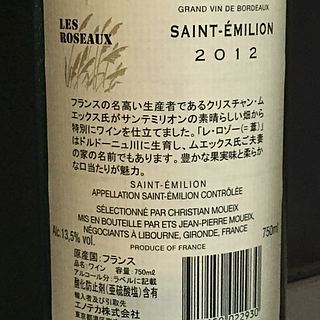 GRAND VIN DE BORDEAUX
LES
ROSEAUX
SAINT-ÉMILION
2012
フランスの名高い生産者であるクリスチャン・ム
エックス氏がサンテミリオンの素晴らしい畑から
特別にワインを仕立てました。「レ・ロゾー(=葦)」
はドルドーニュ川に生育し、ムエックス氏ご夫妻
の家の名前でもあります。豊かな果実味と柔らか
な口当たりが魅力。
SAINT-ÉMILION
APPELLATION SAINT-ÉMILION CONTRÔLÉE
SÉLECTIONNÉ PAR CHRISTIAN MOUEIX
MIS EN BOUTEILLE PAR ETS JEAN-PIERRE MOUEIX,
NÉGOCIANTS À LIBOURNE, GIRONDE, FRANCE
Alc.13,5% vol.
750ml
PRODUCE OF FRANCE
原産国:フランス
品名:ワイン 容量:750mℓ
アルコール分:ラベルに記載
酸化防止剤(亜硫酸塩)含有
輸入者及び引取先
エノテカ株式会社
東京都港区
022930